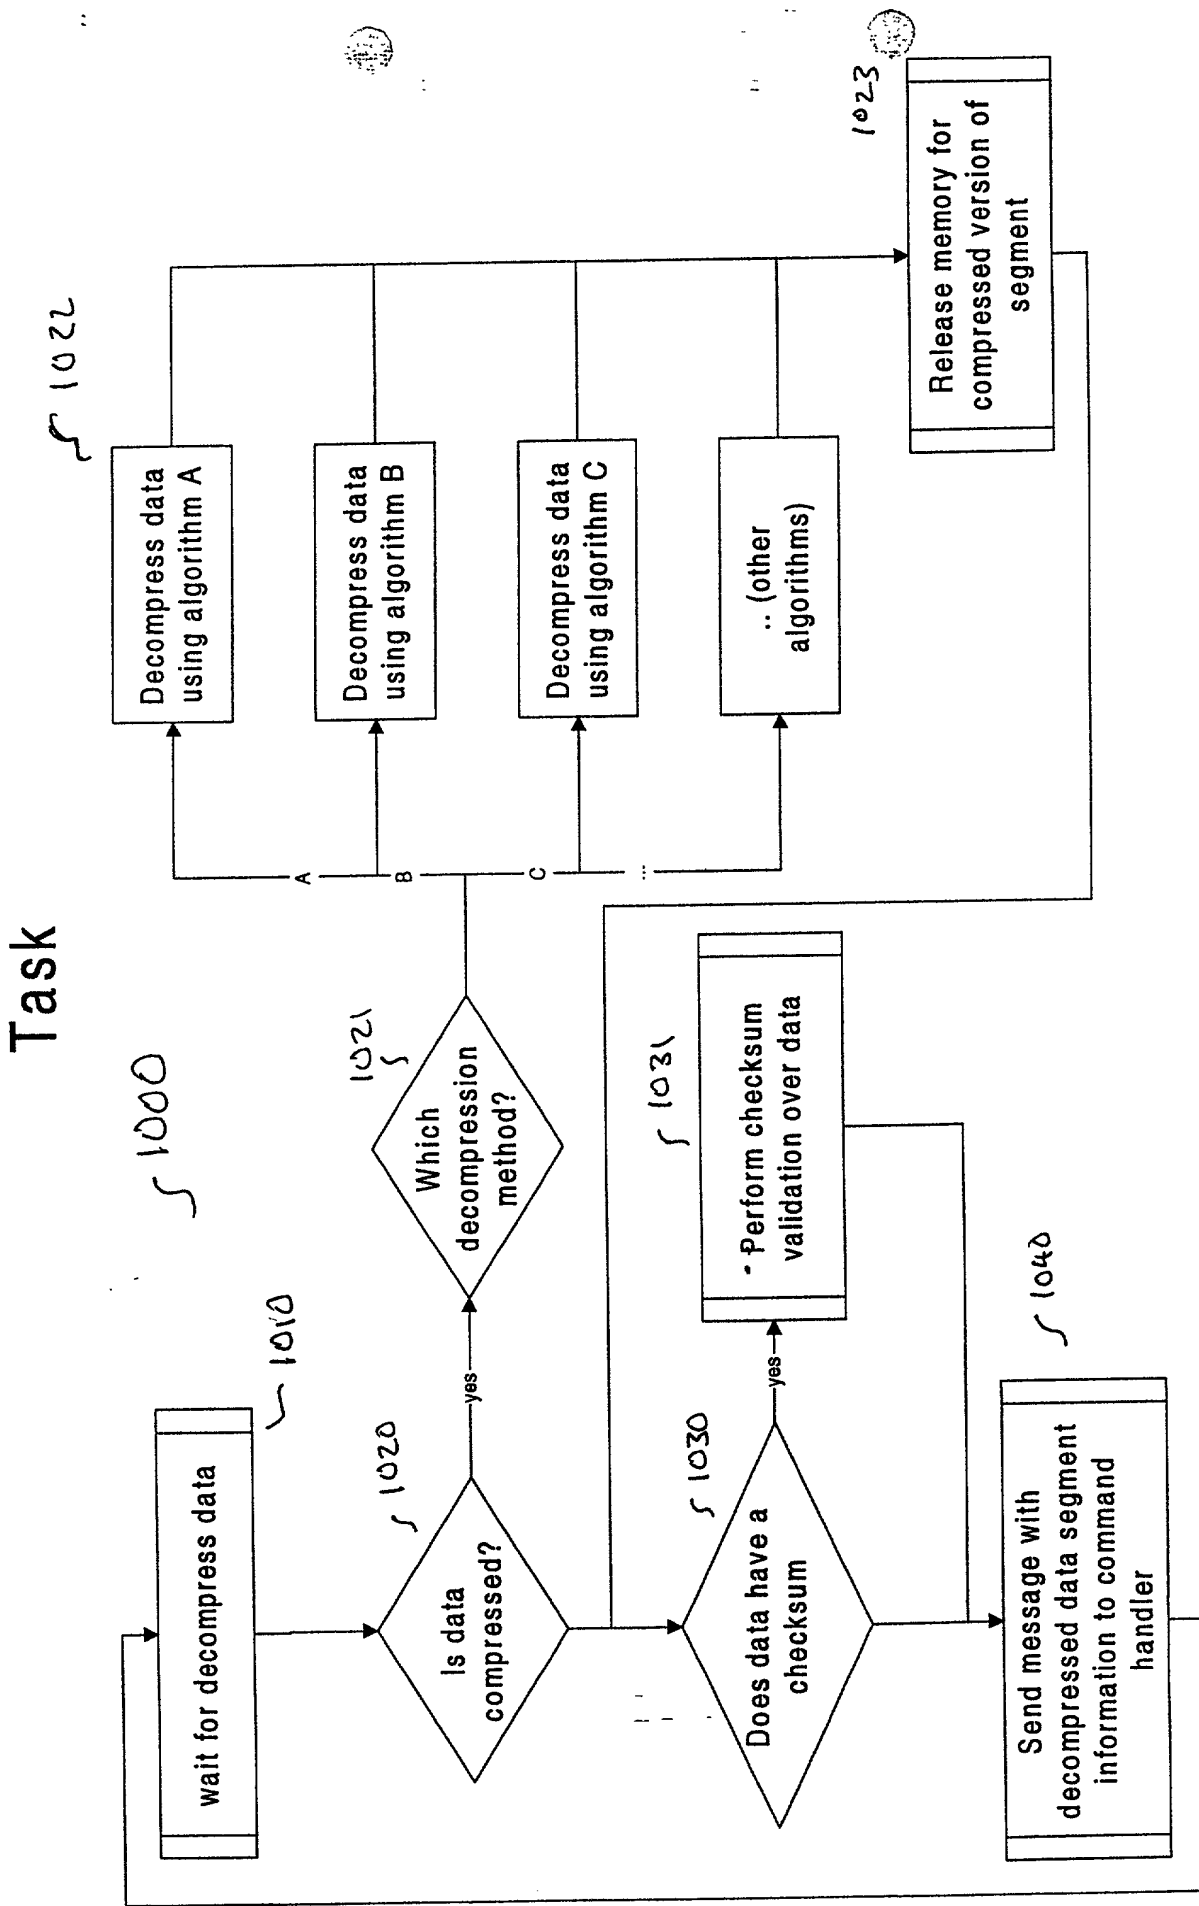 Task
1000
wait for decompress data
1010
Is data
compressed?
1020
yes
Which
decompression
method?
1021
A
B
C
...
Decompress data
using algorithm A
1022
Decompress data
using algorithm B
Decompress data
using algorithm C
.. (other
algorithms)
Release memory for
compressed version of
segment
1023
Does data have a
checksum
1030
yes
Perform checksum
validation over data
1031
Send message with
decompressed data segment
information to command
handler
1040